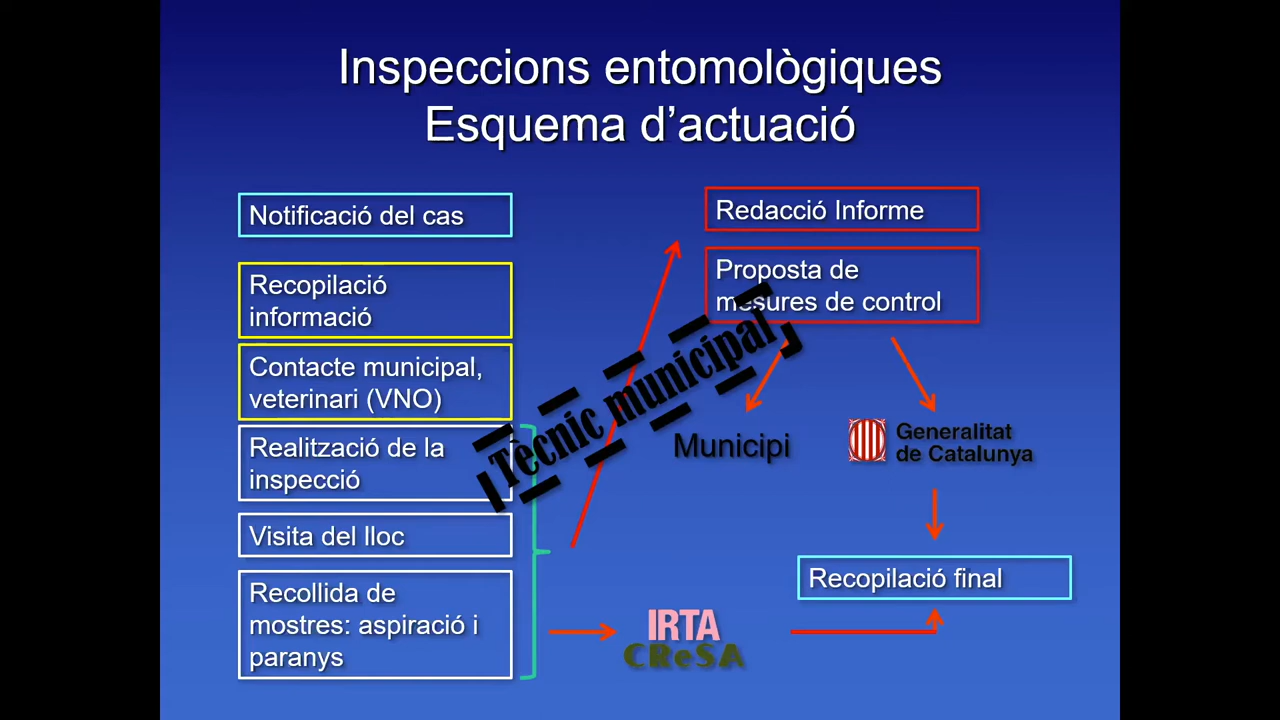 Inspeccions entomològiques
Esquema d’actuació
Notificació del cas
Recopilació
informació
Contacte municipal,
veterinari (VNO)
Realització de la
inspecció
Visita del lloc
Recollida de
mostres: aspiració i
paranys
Tècnic municipal
Redacció Informe
Proposta de
mesures de control
Municipi
Generalitat
de Catalunya
Recopilació final
IRTA
CReSA